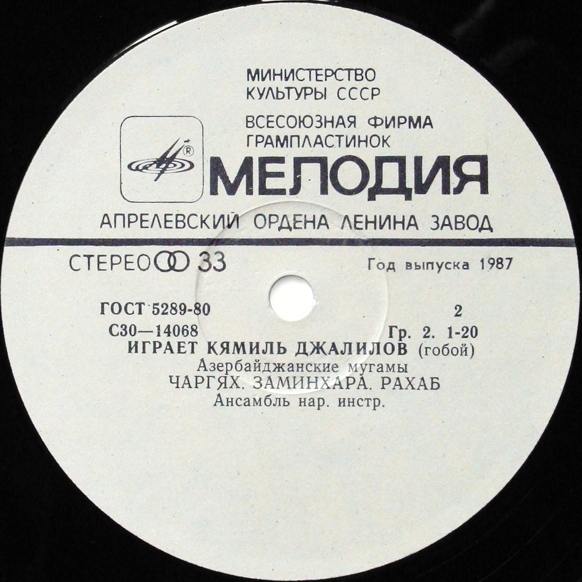 МИНИСТЕРСТВО
КУЛЬТУРЫ СССР
ВСЕСОЮЗНАЯ ФИРМА
ГРАМПЛАСТИНОК
®
МЕЛОДИЯ
АПРЕЛЕВСКИЙ ОРДЕНА ЛЕНИНА ЗАВОД
СТЕРЕО 33 Год выпуска 1987
ГОСТ 5289-80 2
С30—14068 Гр. 2. 1-20
ИГРАЕТ КЯМИЛЬ ДЖАЛИЛОВ (гобой)
Азербайджанские мугамы
ЧАРГЯХ. ЗАМИНХАРА. РАХАБ
Ансамбль нар. инстр.